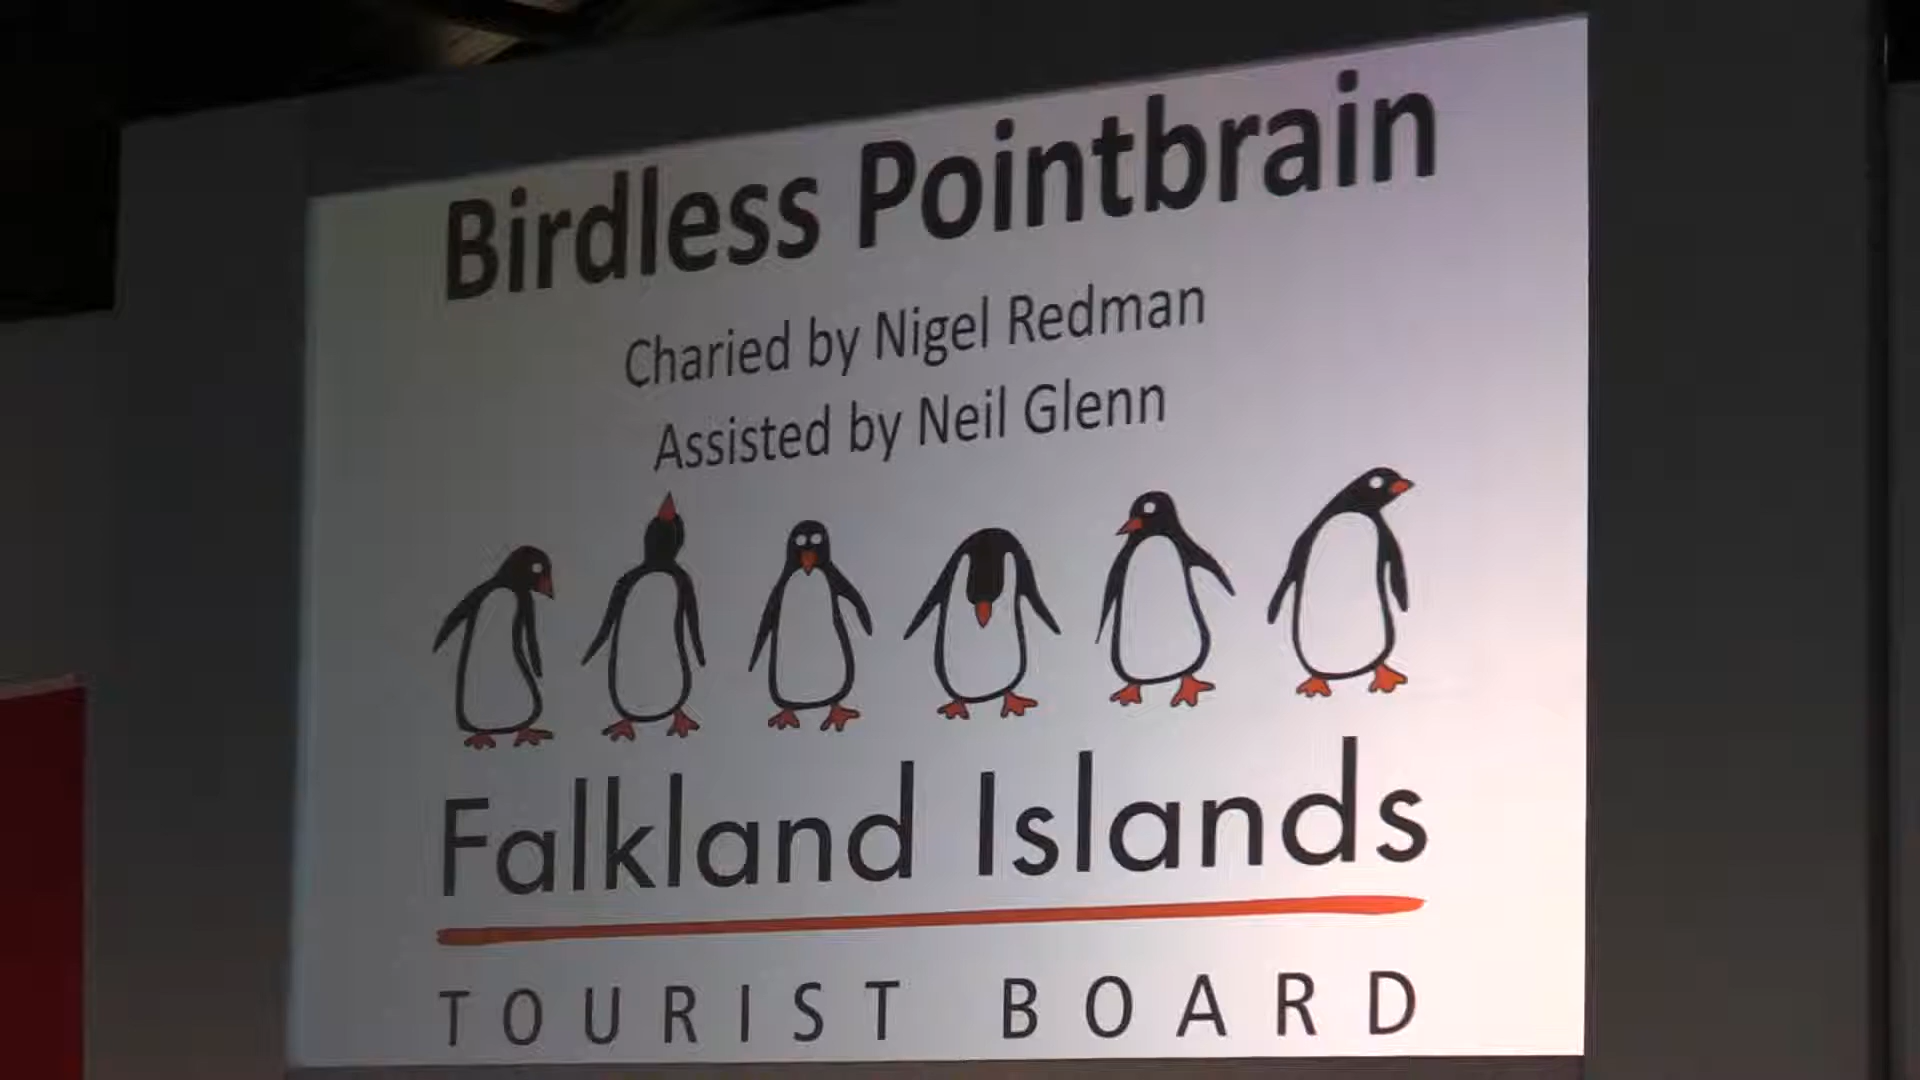 Birdless Pointbrain
Charied by Nigel Redman
Assisted by Neil Glenn
Falkland Islands
TOURIST BOARD